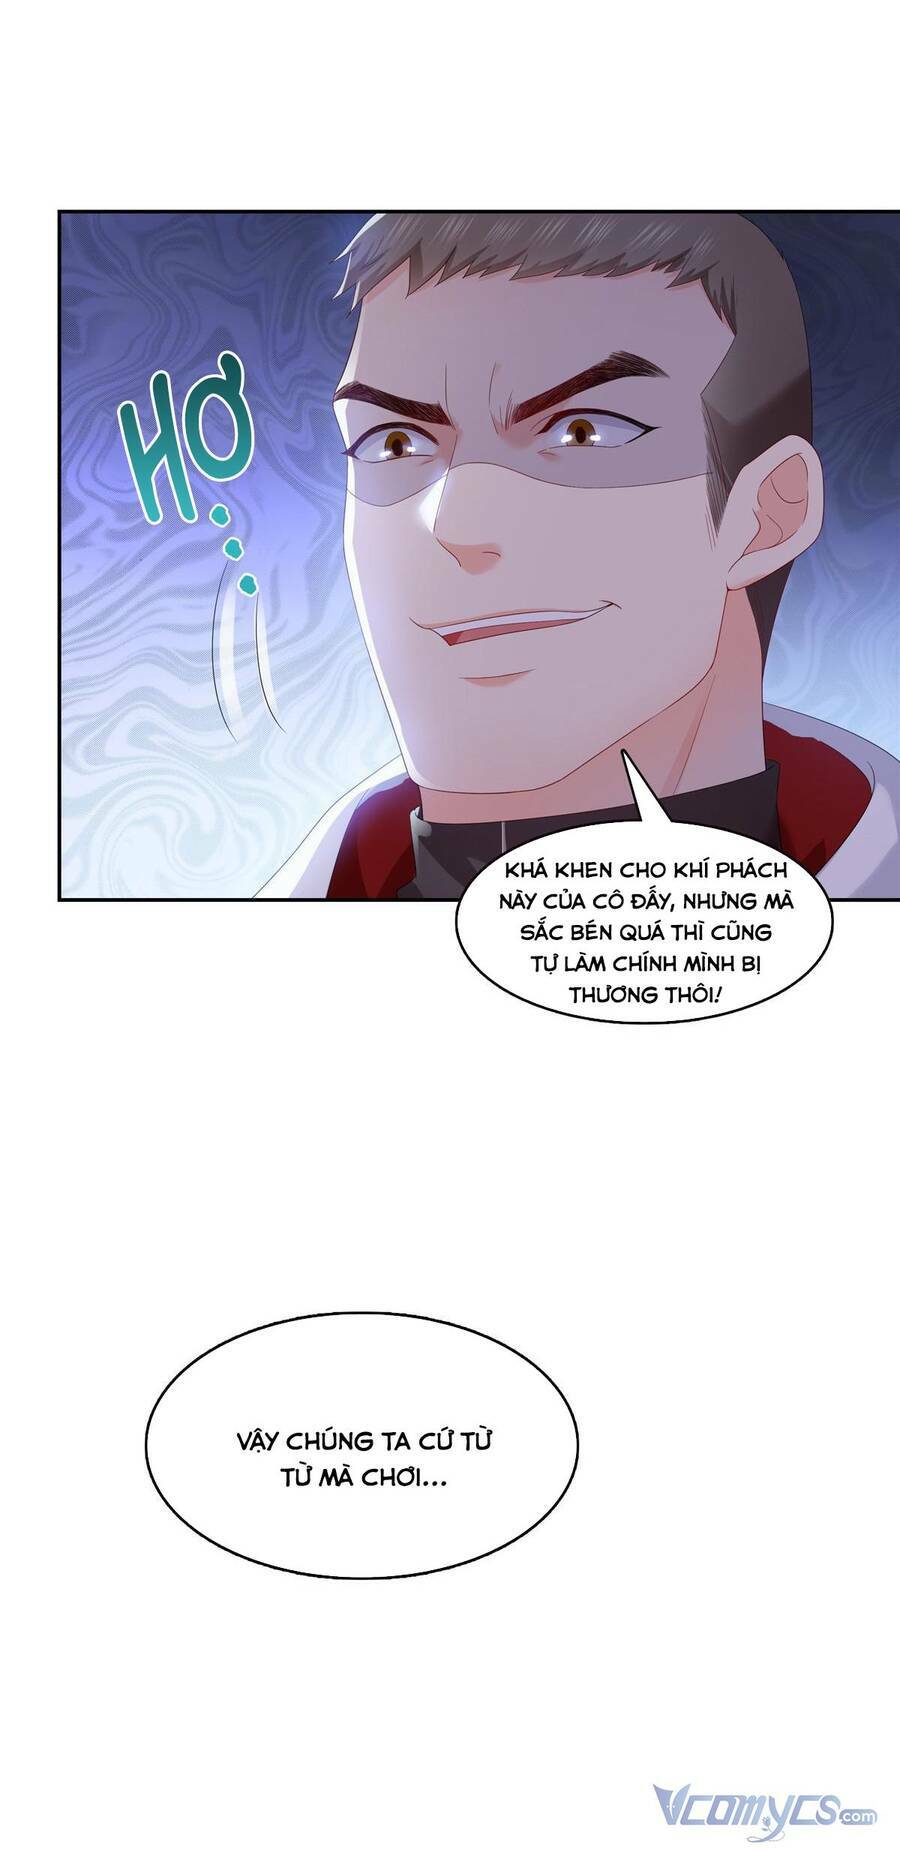 HỢ...
KHÁ KHEN CHO KHÍ PHÁCH
NÀY CỦA CÔ ĐẤY, NHƯNG MÀ
SẮC BÉN QUÁ THÌ CŨNG
TỰ LÀM CHÍNH MÌNH BỊ
THƯƠNG THÔI!
VẬY CHÚNG TA CỨ TỪ
TỪ MÀ CHƠI...
VCOMYCS.com